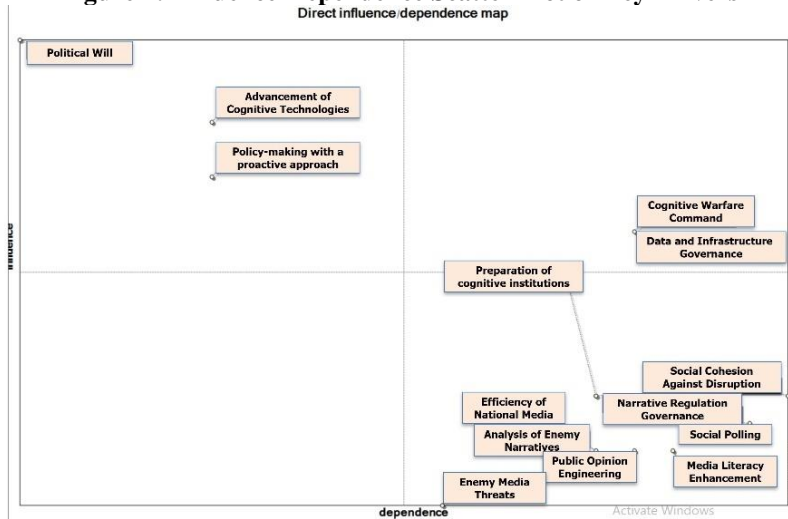 Direct influence/dependence map
Political Will
Advancement of
Cognitive Technologies
Policy-making with a
proactive approach
Cognitive Warfare
Command
Data and Infrastructure
Governance
influence
Preparation of
cognitive institutions
Social Cohesion
Against Disruption
Efficiency of
National Media
Narrative Regulation
Governance
Analysis of Enemy
Narratives
Social Polling
Public Opinion
Engineering
Media Literacy
Enhancement
Enemy Media
Threats
dependence
Activate Windows